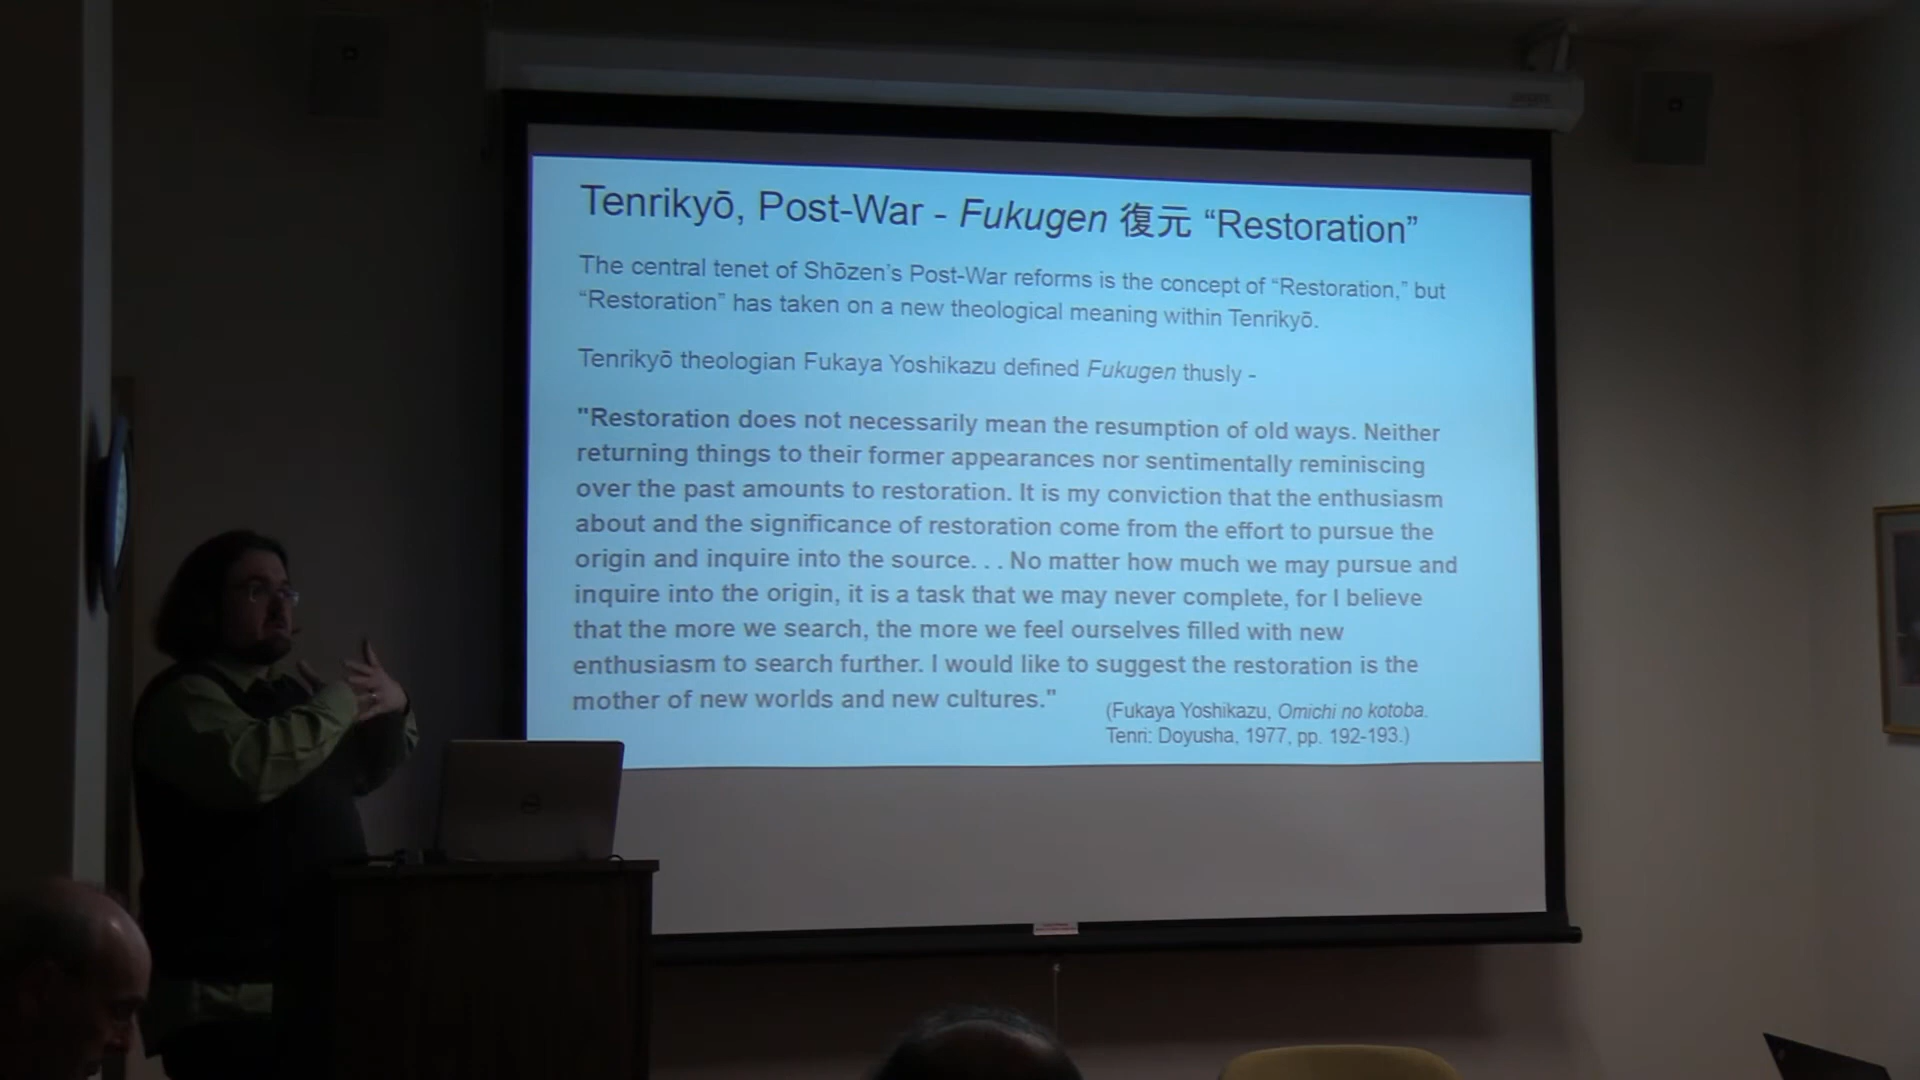 Tenrikyō, Post-War - Fukugen 復元 “Restoration”
The central tenet of Shōzen’s Post-War reforms is the concept of “Restoration,” but
“Restoration” has taken on a new theological meaning within Tenrikyō.
Tenrikyō theologian Fukaya Yoshikazu defined Fukugen thusly -
"Restoration does not necessarily mean the resumption of old ways. Neither
returning things to their former appearances nor sentimentally reminiscing
over the past amounts to restoration. It is my conviction that the enthusiasm
about and the significance of restoration come from the effort to pursue the
origin and inquire into the source. . . No matter how much we may pursue and
inquire into the origin, it is a task that we may never complete, for I believe
that the more we search, the more we feel ourselves filled with new
enthusiasm to search further. I would like to suggest the restoration is the
mother of new worlds and new cultures."
(Fukaya Yoshikazu, Omichi no kotoba.
Tenri: Doyusha, 1977, pp. 192-193.)